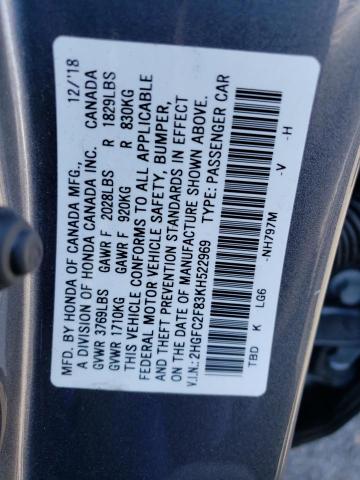 MFD. BY HONDA OF CANADA MFG., 12/'18
A DIVISION OF HONDA CANADA INC. CANADA
GVWR 3769LBS GAWR F 2028LBS R 1829LBS
GVWR 1710KG GAWR F 920KG R 830KG
THIS VEHICLE CONFORMS TO ALL APPLICABLE
FEDERAL MOTOR VEHICLE SAFETY, BUMPER,
AND THEFT PREVENTION STANDARDS IN EFFECT
ON THE DATE OF MANUFACTURE SHOWN ABOVE.
V.I.N.: 2HGFC2F83KH522969 TYPE: PASSENGER CAR
TBD K LG6 -NH797M -V -H